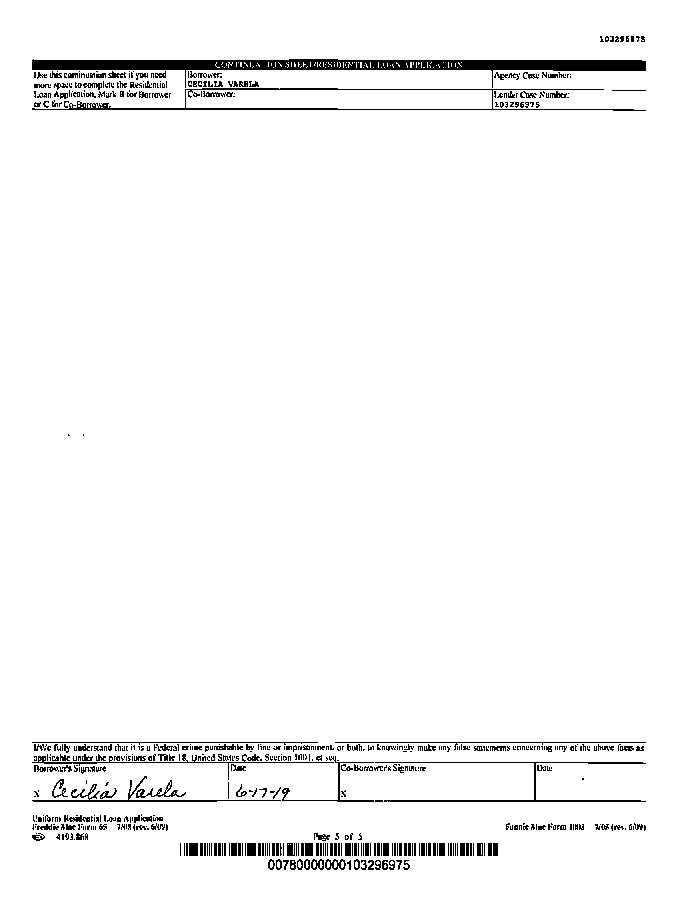 103296975
CONTINUATION SHEET/RESIDENTIAL LOAN APPLICATION
Use this continuation sheet if you need more space to complete the Residential Loan Application. Mark B for Borrower or C for Co-Borrower.
Borrower:
CECILIA VARELA
Agency Case Number:
Co-Borrower:
Lender Case Number:
103296975
I/We fully understand that it is a Federal crime punishable by fine or imprisonment, or both, to knowingly make any false statements concerning any of the above facts as
applicable under the provisions of Title 18, United States Code, Section 1001, et seq.
Borrower's Signature
Date
Co-Borrower's Signature
Date
x Cecilia Varela
6-17-19
x
Uniform Residential Loan Application
Freddie Mac Form 65 7/05 (rev. 6/09)
Fannie Mae Form 1003 7/05 (rev. 6/09)
4193.868
Page 5 of 5
00780000000103296975